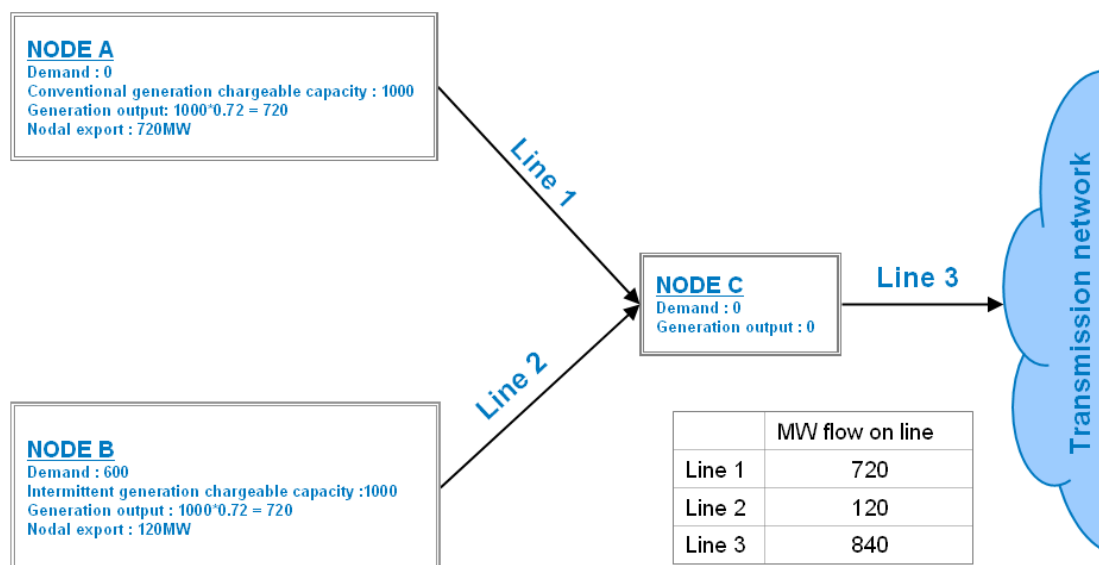 NODE A
Demand : 0
Conventional generation chargeable capacity : 1000
Generation output: 1000*0.72 = 720
Nodal export : 720MW
Line 1
NODE B
Demand : 600
Intermittent generation chargeable capacity :1000
Generation output : 1000*0.72 = 720
Nodal export : 120MW
Line 2
NODE C
Demand : 0
Generation output : 0
Line 3
Transmission network
MW flow on line
Line 1 720
Line 2 120
Line 3 840